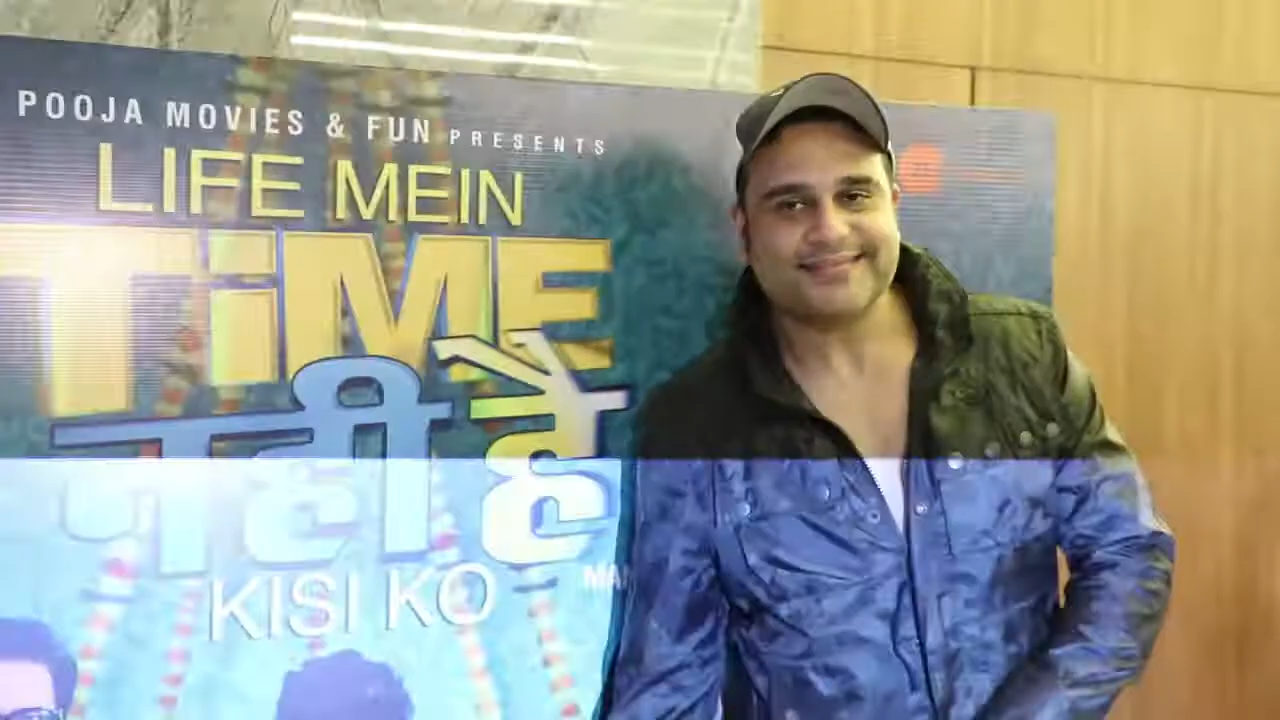 POOJA MOVIES & FUN PRESENTS
LIFE MEIN
TiME
नहीं है
KISI KO